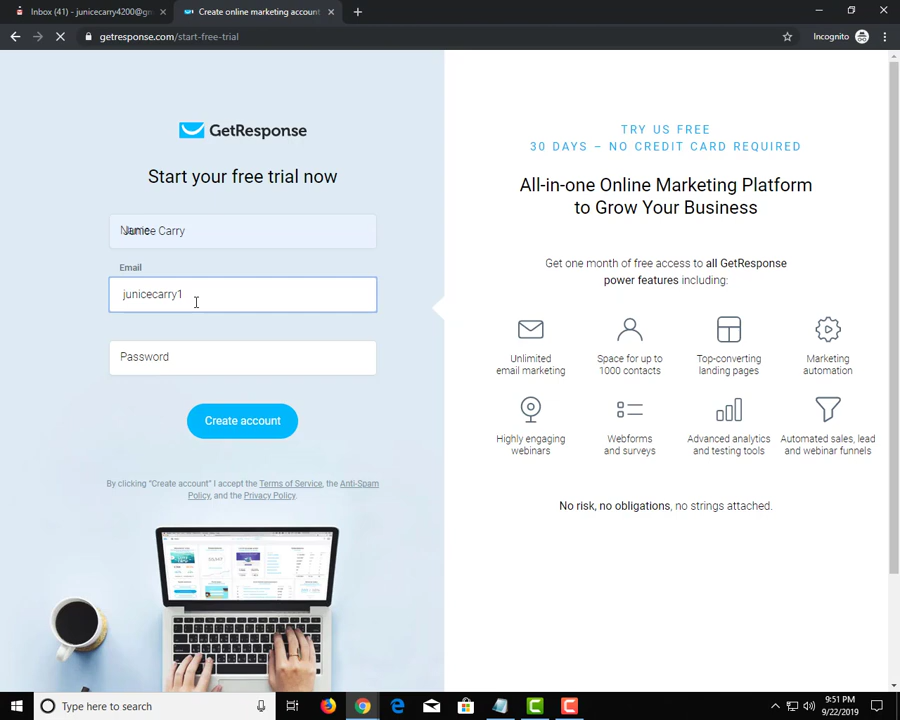 Inbox (41) - junicecarry4200@gm
Create online marketing account
getresponse.com/start-free-trial
Incognito
GetResponse
Start your free trial now
Name
Junice Carry
Email
junicecarry1
Password
Create account
By clicking "Create account" I accept the Terms of Service, the Anti-Spam
Policy, and the Privacy Policy.
TRY US FREE
30 DAYS – NO CREDIT CARD REQUIRED
All-in-one Online Marketing Platform
to Grow Your Business
Get one month of free access to all GetResponse
power features including:
Unlimited
email marketing
Space for up to
1000 contacts
Top-converting
landing pages
Marketing
automation
Highly engaging
webinars
Webforms
and surveys
Advanced analytics
and testing tools
Automated sales, lead
and webinar funnels
No risk, no obligations, no strings attached.
Type here to search
9:51 PM
9/22/2019